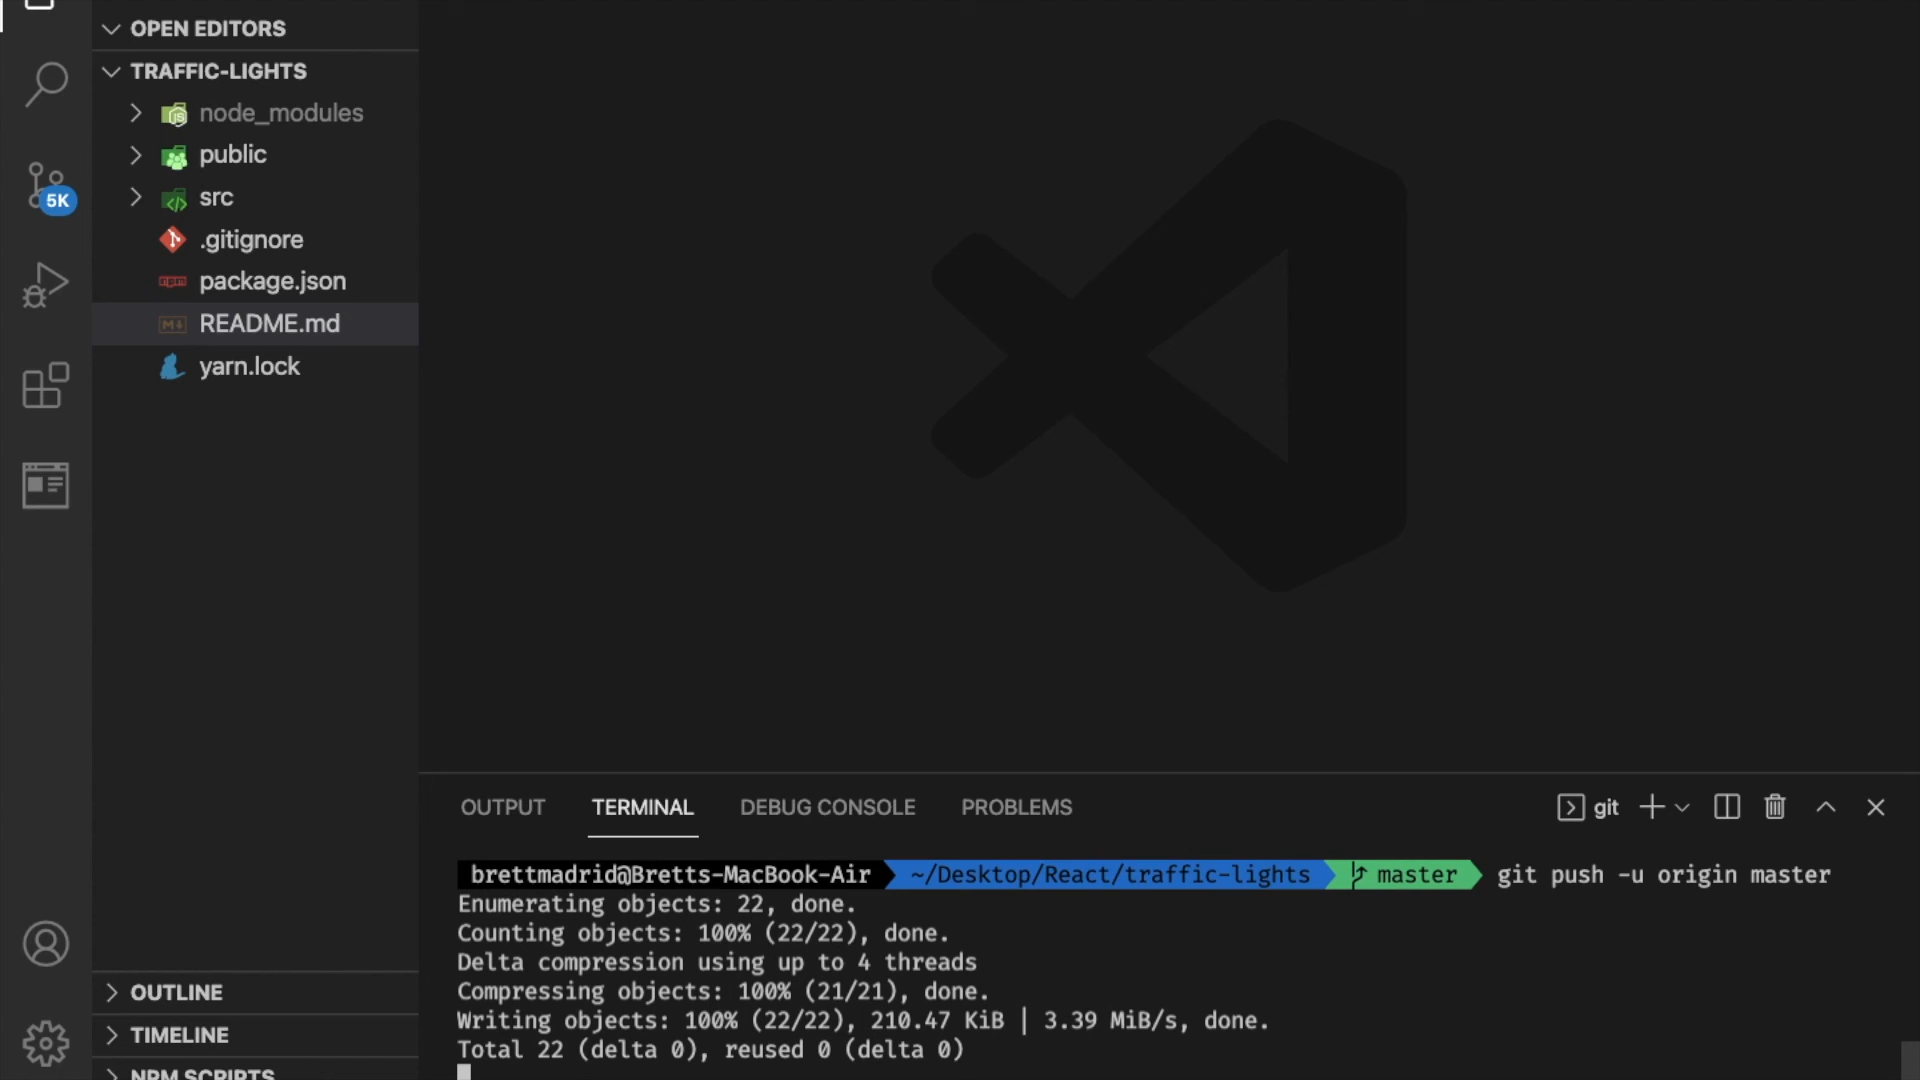 OPEN EDITORS
TRAFFIC-LIGHTS
node_modules
public
src
5K
.gitignore
package.json
README.md
yarn.lock
OUTLINE
TIMELINE
NPM SCRIPTS
OUTPUT TERMINAL DEBUG CONSOLE PROBLEMS git
brettmadrid@Bretts-MacBook-Air ~/Desktop/React/traffic-lights master git push -u origin master
Enumerating objects: 22, done.
Counting objects: 100% (22/22), done.
Delta compression using up to 4 threads
Compressing objects: 100% (21/21), done.
Writing objects: 100% (22/22), 210.47 KiB | 3.39 MiB/s, done.
Total 22 (delta 0), reused 0 (delta 0)